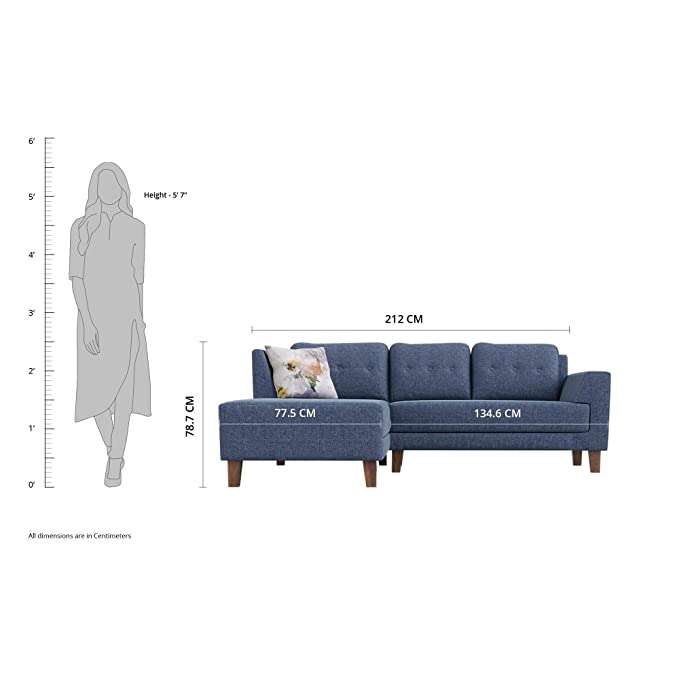 6'
5'
Height - 5' 7"
4'
3'
212 CM
2'
78.7 CM
77.5 CM
134.6 CM
1'
0'
All dimensions are in Centimeters